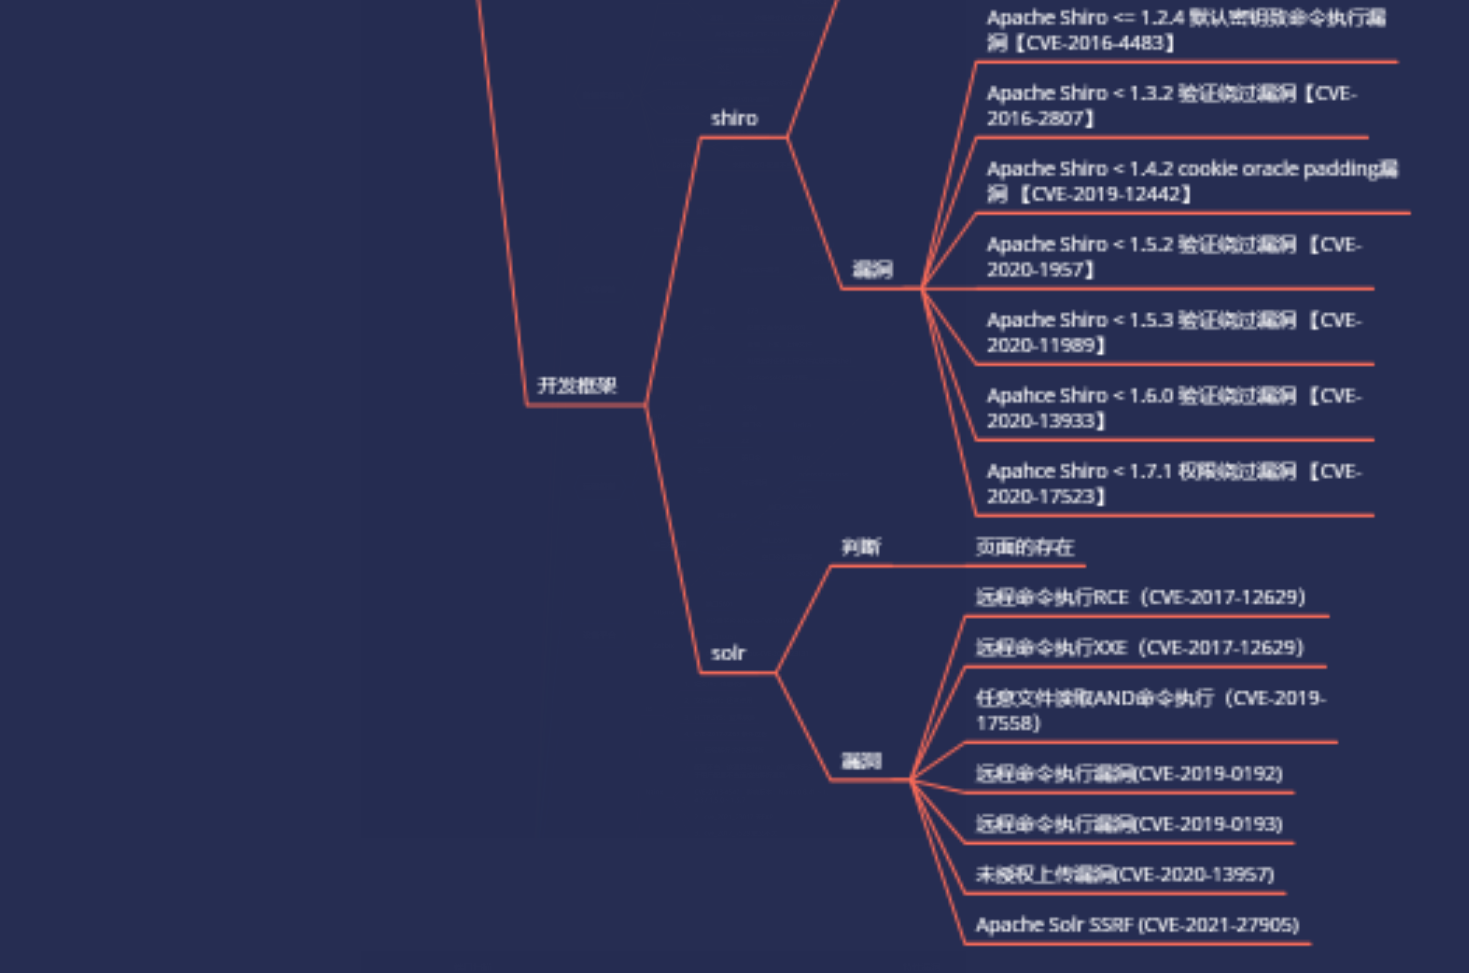 Apache Shiro <= 1.2.4 默认密钥致命令执行漏
洞【CVE-2016-4483】
Apache Shiro < 1.3.2 验证绕过漏洞【CVE-
2016-2807】
shiro
Apache Shiro < 1.4.2 cookie oracle padding漏
洞 【CVE-2019-12442】
Apache Shiro < 1.5.2 验证绕过漏洞 【CVE-
2020-1957】
漏洞
Apache Shiro < 1.5.3 验证绕过漏洞 【CVE-
2020-11989】
开发框架
Apahce Shiro < 1.6.0 验证绕过漏洞 【CVE-
2020-13933】
Apahce Shiro < 1.7.1 权限绕过漏洞 【CVE-
2020-17523】
判断
页面的存在
远程命令执行RCE（CVE-2017-12629）
solr
远程命令执行XXE（CVE-2017-12629）
任意文件读取AND命令执行（CVE-2019-
17558）
漏洞
远程命令执行漏洞(CVE-2019-0192)
远程命令执行漏洞(CVE-2019-0193)
未授权上传漏洞(CVE-2020-13957)
Apache Solr SSRF (CVE-2021-27905)